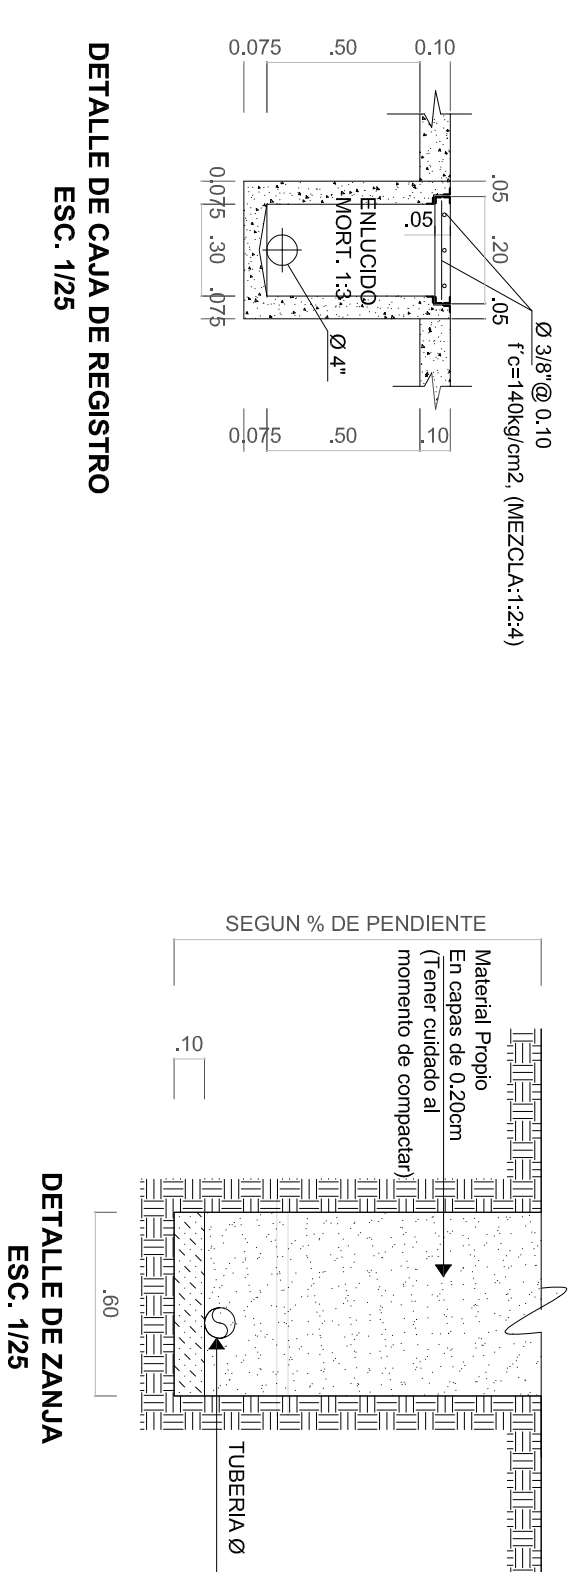 Ø 3/8"@ 0.10
f'c=140kg/cm2, (MEZCLA:1:2:4)
.05
.20
.05
0.10
.50
0.075
.10
.50
0.075
.05
ENLUCIDO
MORT. 1:3
Ø 4"
0.075
.30
.075
DETALLE DE CAJA DE REGISTRO
ESC. 1/25
SEGUN % DE PENDIENTE
Material Propio
En capas de 0.20cm
(Tener cuidado al
momento de compactar)
.10
TUBERIA Ø
.60
DETALLE DE ZANJA
ESC. 1/25